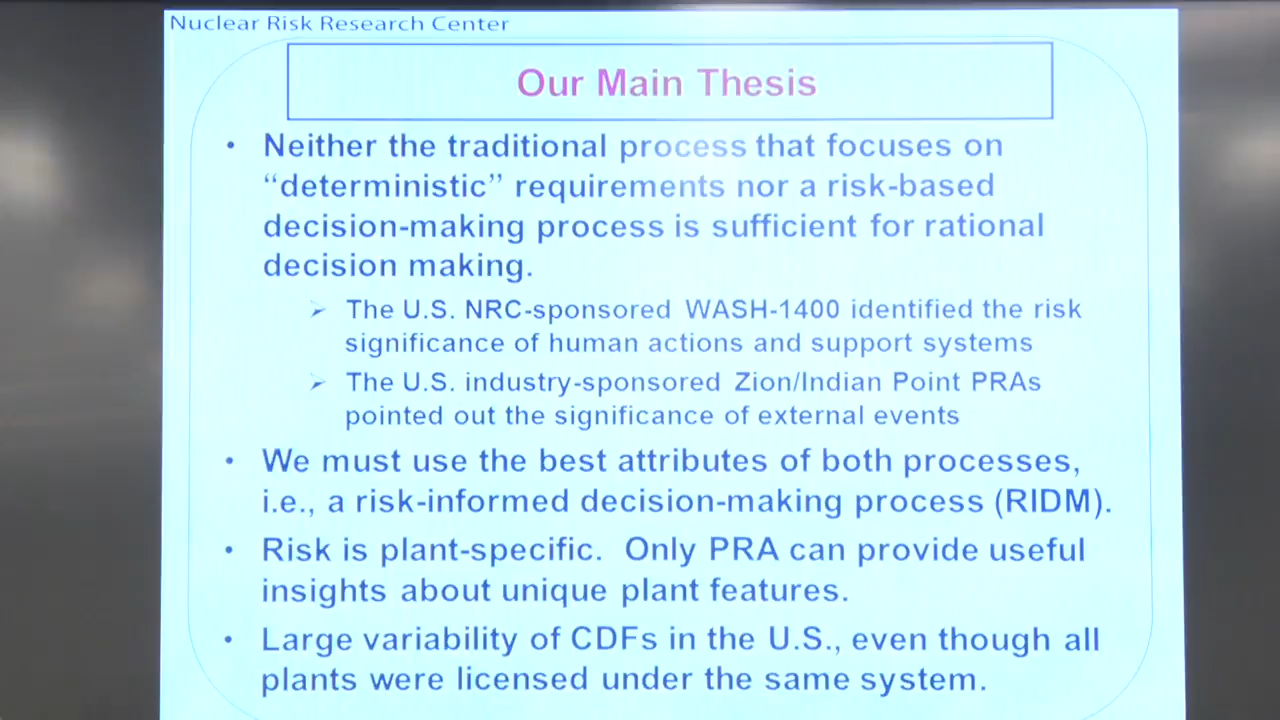 Nuclear Risk Research Center
Our Main Thesis
• Neither the traditional process that focuses on
“deterministic” requirements nor a risk-based
decision-making process is sufficient for rational
decision making.
➢ The U.S. NRC-sponsored WASH-1400 identified the risk
significance of human actions and support systems
➢ The U.S. industry-sponsored Zion/Indian Point PRAs
pointed out the significance of external events
• We must use the best attributes of both processes,
i.e., a risk-informed decision-making process (RIDM).
• Risk is plant-specific. Only PRA can provide useful
insights about unique plant features.
• Large variability of CDFs in the U.S., even though all
plants were licensed under the same system.